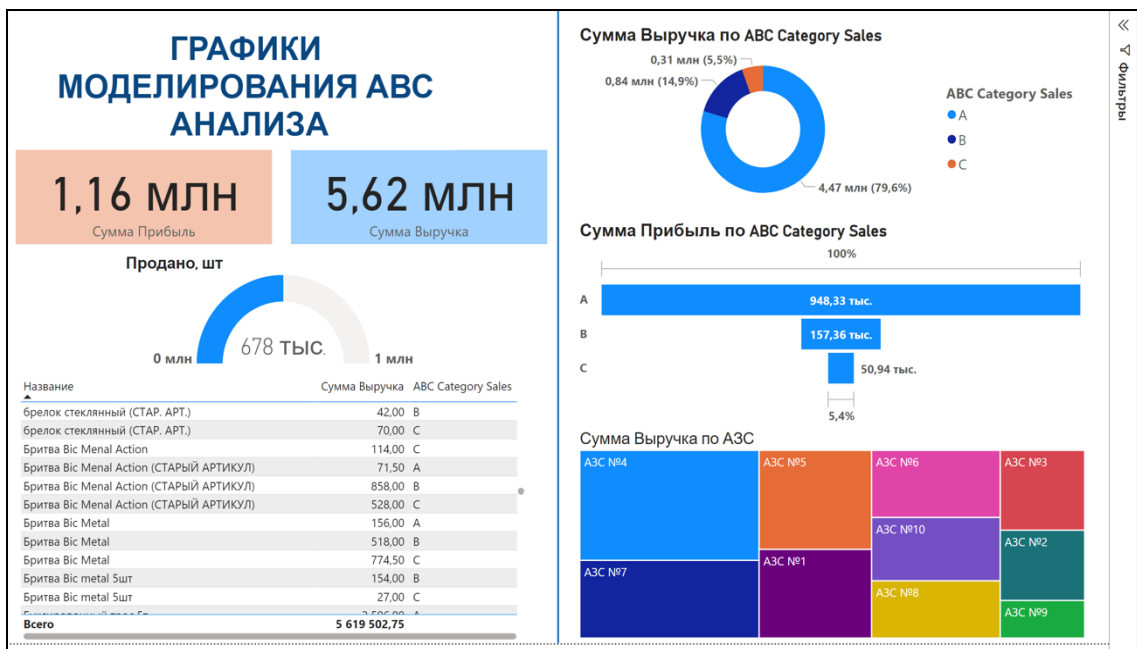 ГРАФИКИ
МОДЕЛИРОВАНИЯ АВС
АНАЛИЗА
1,16 млн
Сумма Прибыль
5,62 млн
Сумма Выручка
Продано, шт
678 тыс.
0 млн
1 млн
Название Сумма Выручка ABC Category Sales
брелок стеклянный (СТАР. АРТ.) 42,00 B
брелок стеклянный (СТАР. АРТ.) 70,00 C
Бритва Bic Menal Action 114,00 C
Бритва Bic Menal Action (СТАРЫЙ АРТИКУЛ) 71,50 A
Бритва Bic Menal Action (СТАРЫЙ АРТИКУЛ) 858,00 B
Бритва Bic Menal Action (СТАРЫЙ АРТИКУЛ) 528,00 C
Бритва Bic Metal 156,00 A
Бритва Bic Metal 518,00 B
Бритва Bic Metal 774,50 C
Бритва Bic metal 5шт 154,00 B
Бритва Bic metal 5шт 27,00 C
Всего 5 619 502,75
Сумма Выручка по ABC Category Sales
0,31 млн (5,5%)
0,84 млн (14,9%)
4,47 млн (79,6%)
ABC Category Sales
A
B
C
Сумма Прибыль по ABC Category Sales
100%
A 948,33 тыс.
B 157,36 тыс.
C 50,94 тыс.
5,4%
Сумма Выручка по АЗС
АЗС №4
АЗС №5
АЗС №6
АЗС №3
АЗС №10
АЗС №2
АЗС №7
АЗС №1
АЗС №8
АЗС №9
Фильтры